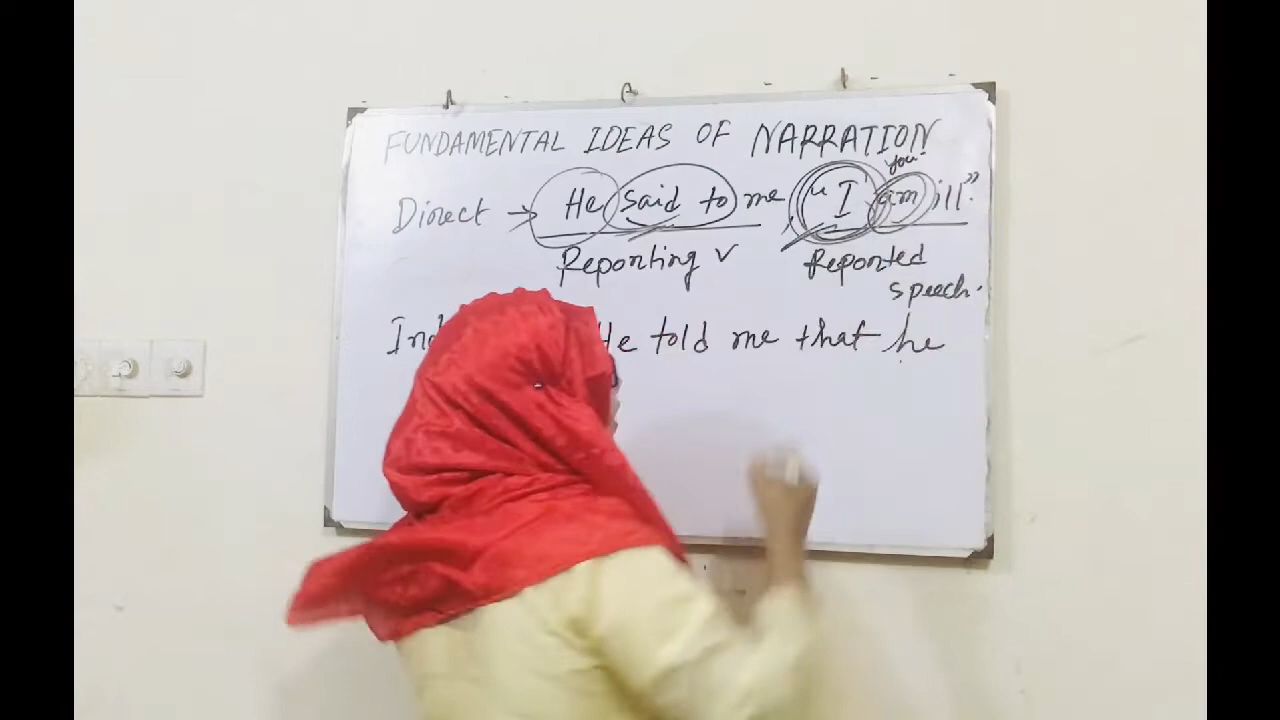 FUNDAMENTAL IDEAS OF NARRATION
you
Direct → He said to me, "I am ill".
Reporting v Reported
speech.
He told me that he